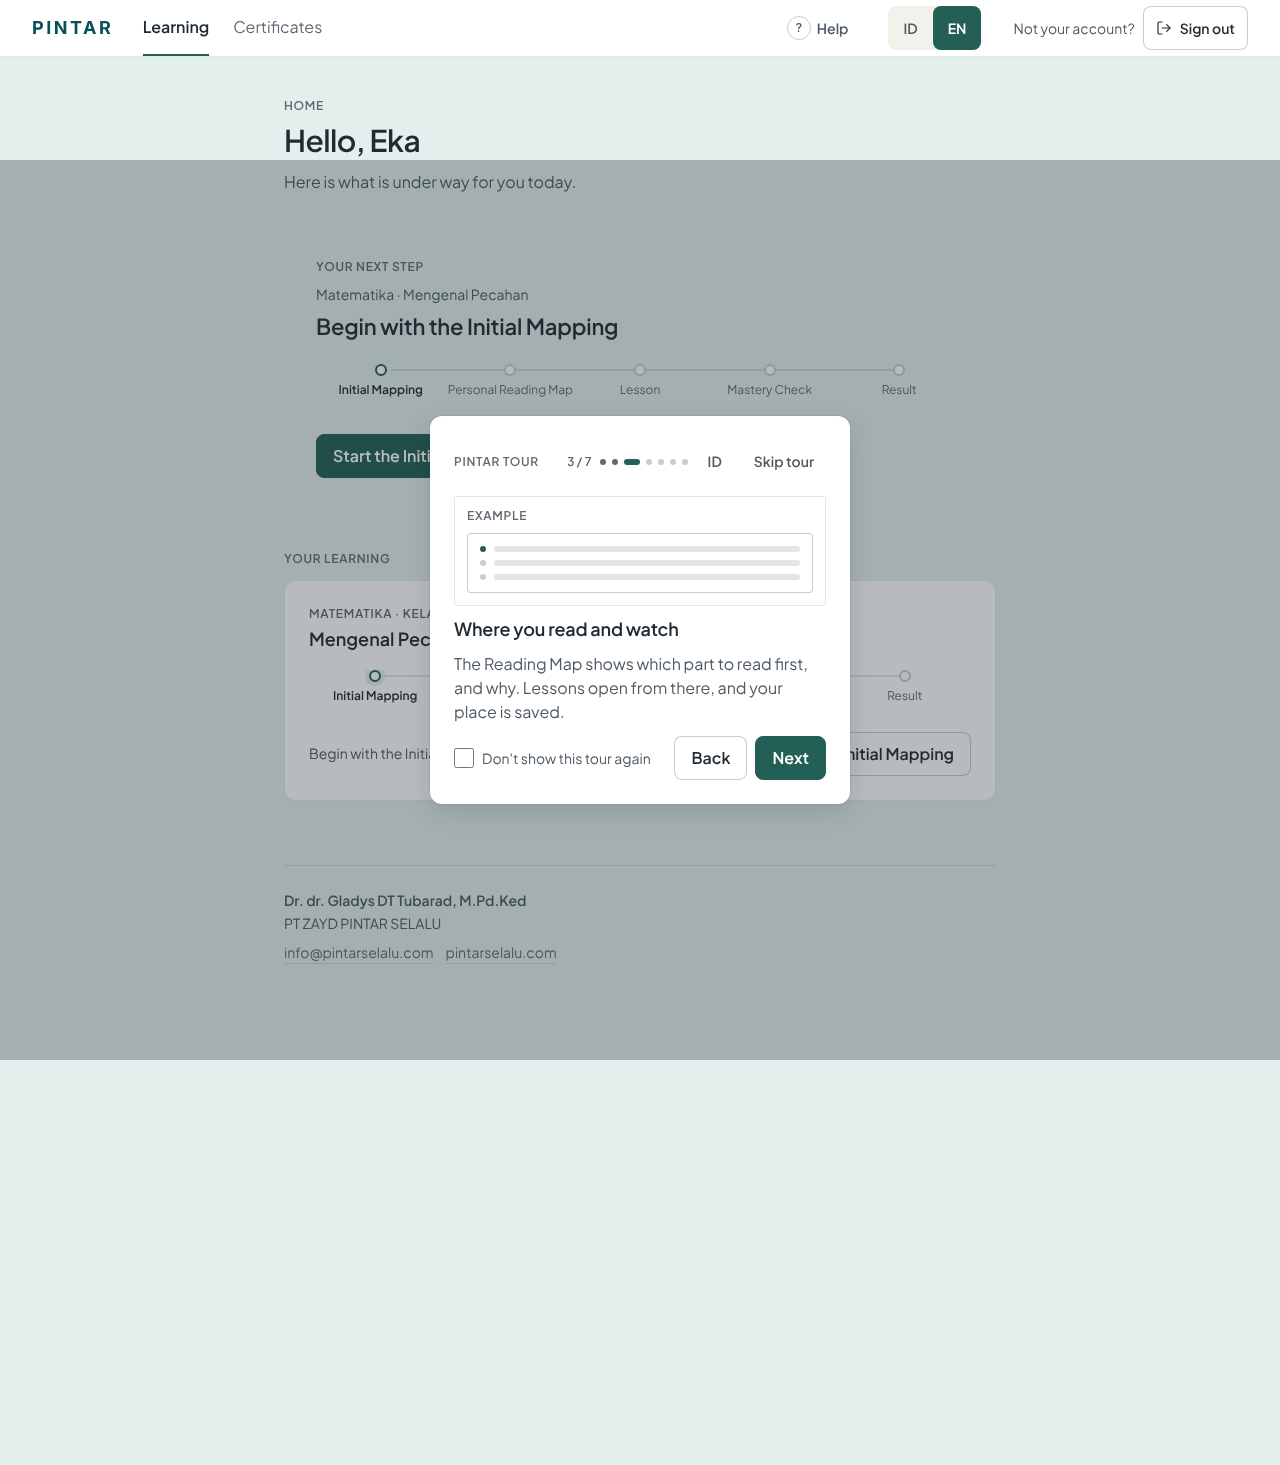 PINTAR
Learning
Certificates
? Help
ID
EN
Not your account?
Sign out
HOME
Hello, Eka
Here is what is under way for you today.
YOUR NEXT STEP
Matematika · Mengenal Pecahan
Begin with the Initial Mapping
Initial Mapping
Personal Reading Map
Lesson
Mastery Check
Result
Start the Initi
PINTAR TOUR
3 / 7
ID
Skip tour
EXAMPLE
Where you read and watch
The Reading Map shows which part to read first,
and why. Lessons open from there, and your
place is saved.
Don't show this tour again
Back
Next
YOUR LEARNING
MATEMATIKA · KELA
Mengenal Pec
Initial Mapping
Result
Begin with the Initia
nitial Mapping
Dr. dr. Gladys DT Tubarad, M.Pd.Ked
PT ZAYD PINTAR SELALU
info@pintarselalu.com pintarselalu.com